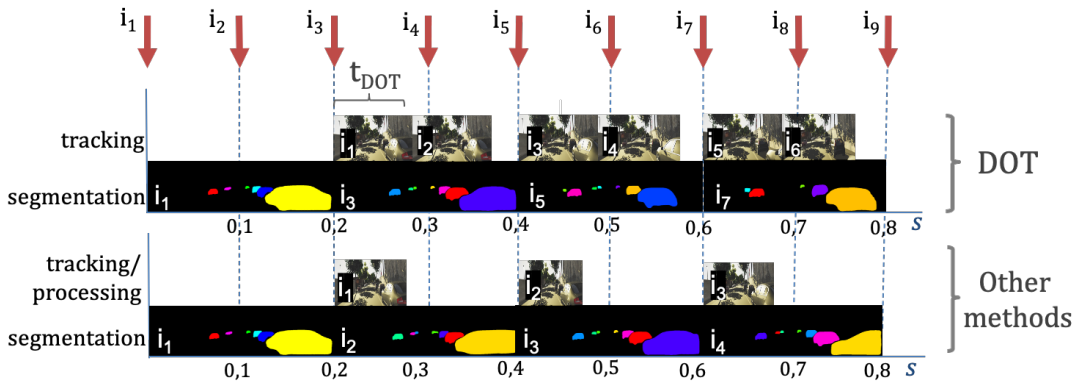 i1 i2 i3 i4 i5 i6 i7 i8 i9
tDOT
tracking i1 i2 i3 i4 i5 i6
DOT
segmentation i1 i3 i5 i7
0,1 0,2 0,3 0,4 0,5 0,6 0,7 0,8 s
tracking/
processing i1 i2 i3
Other
methods
segmentation i1 i2 i3 i4
0,1 0,2 0,3 0,4 0,5 0,6 0,7 0,8 s